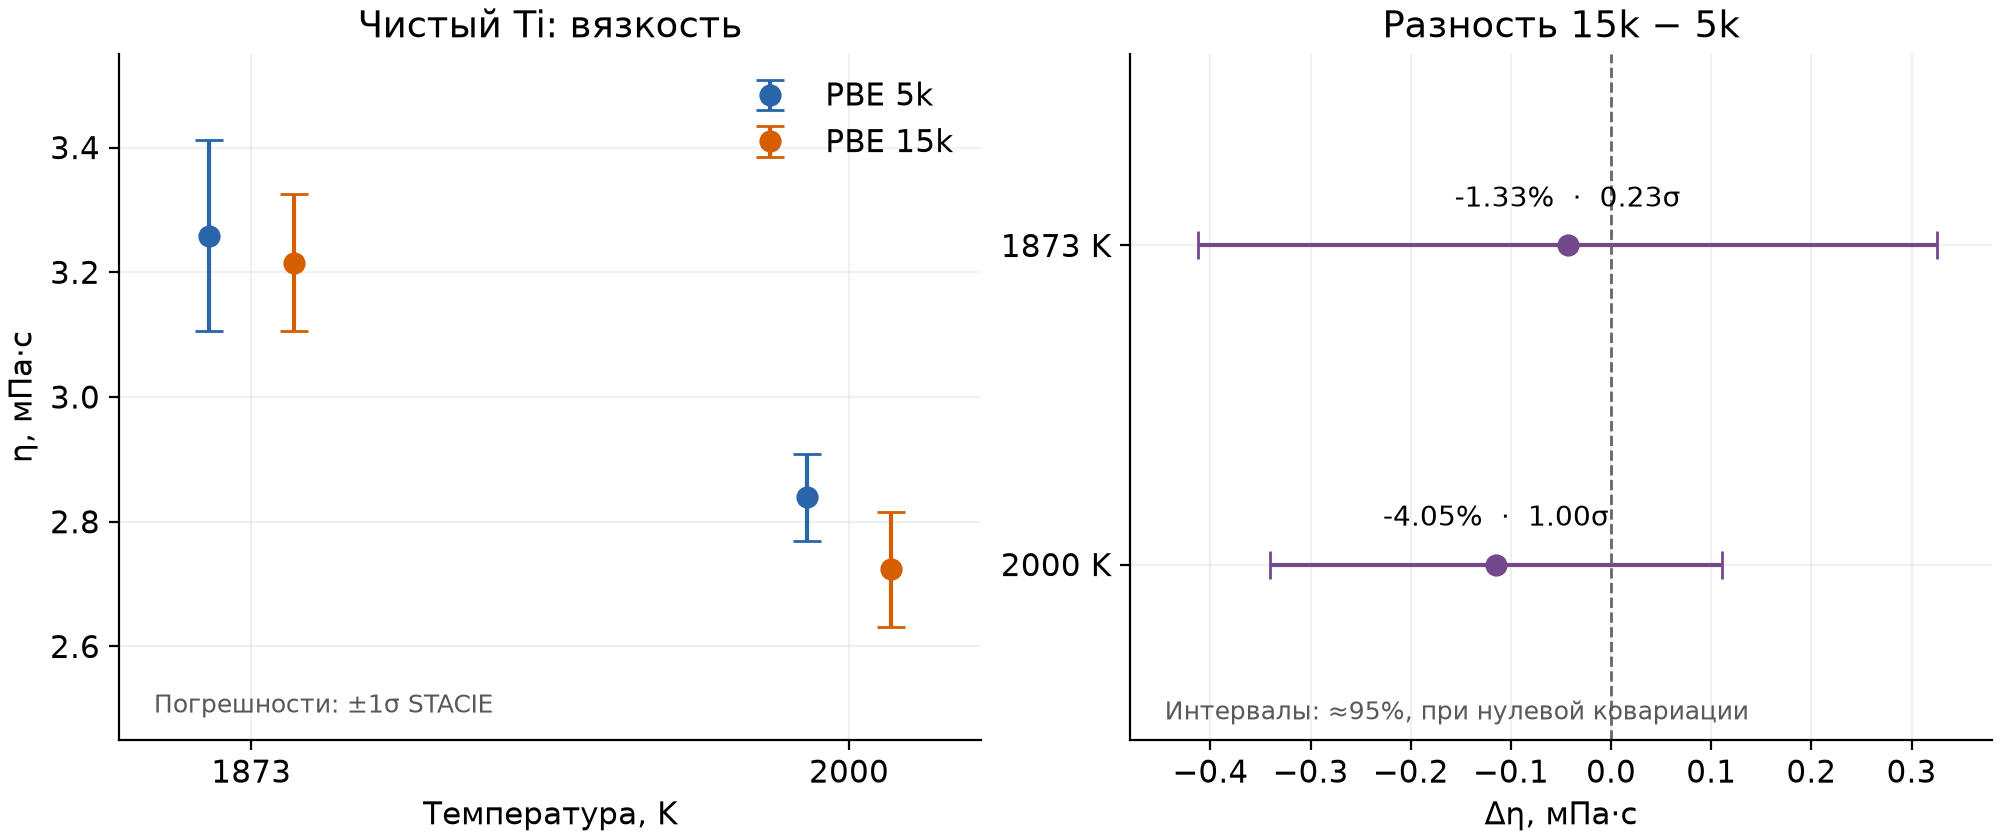 Чистый Ti: вязкость
PBE 5k
PBE 15k
3.4
3.2
3.0
2.8
2.6
η, мПа·с
Погрешности: ±1σ STACIE
1873
2000
Температура, K
Разность 15k − 5k
-1.33% · 0.23σ
1873 K
-4.05% · 1.00σ
2000 K
Интервалы: ≈95%, при нулевой ковариации
−0.4
−0.3
−0.2
−0.1
0.0
0.1
0.2
0.3
Δη, мПа·с